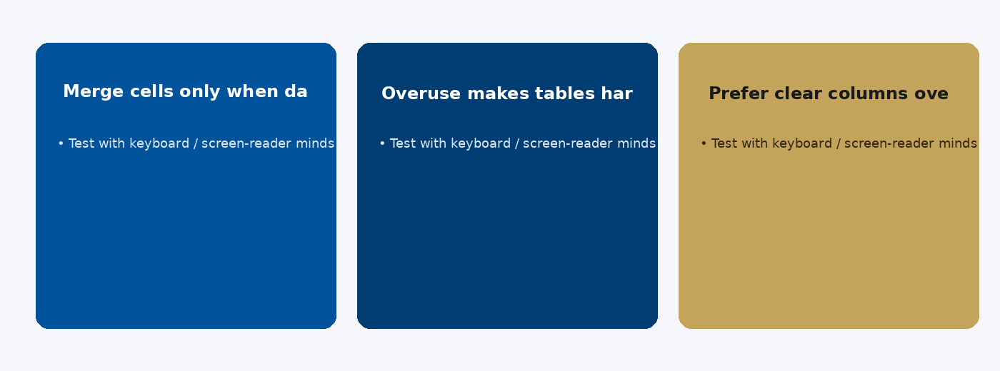 Merge cells only when da
• Test with keyboard / screen-reader minds
Overuse makes tables har
• Test with keyboard / screen-reader minds
Prefer clear columns ove
• Test with keyboard / screen-reader minds